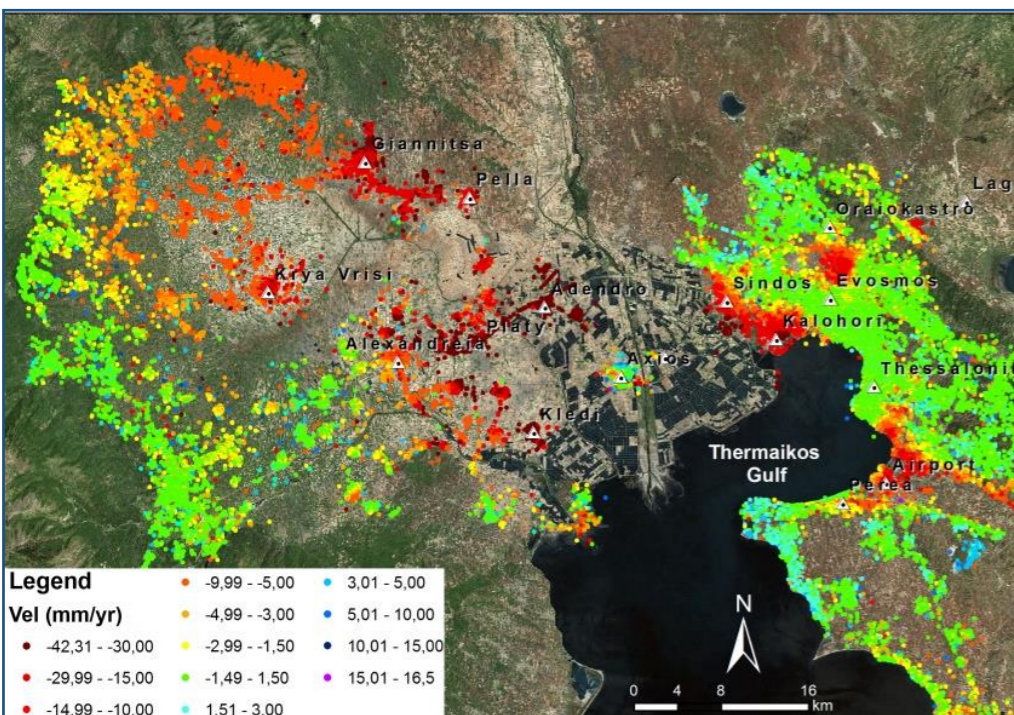 Giannitsa
Pella
Lag
Oraiokastro
Krya Vrisi
Sindos
Evosmos
Adendro
Kalohori
Platy
Alexandreia
Axios
Thessalonik
Kledi
Thermaikos
Gulf
Airport
Perea
Legend
Vel (mm/yr)
-42,31 - -30,00
-29,99 - -15,00
-14,99 - -10,00
-9,99 - -5,00
-4,99 - -3,00
-2,99 - -1,50
-1,49 - 1,50
1,51 - 3,00
3,01 - 5,00
5,01 - 10,00
10,01 - 15,00
15,01 - 16,5
N
0 4 8 16
km